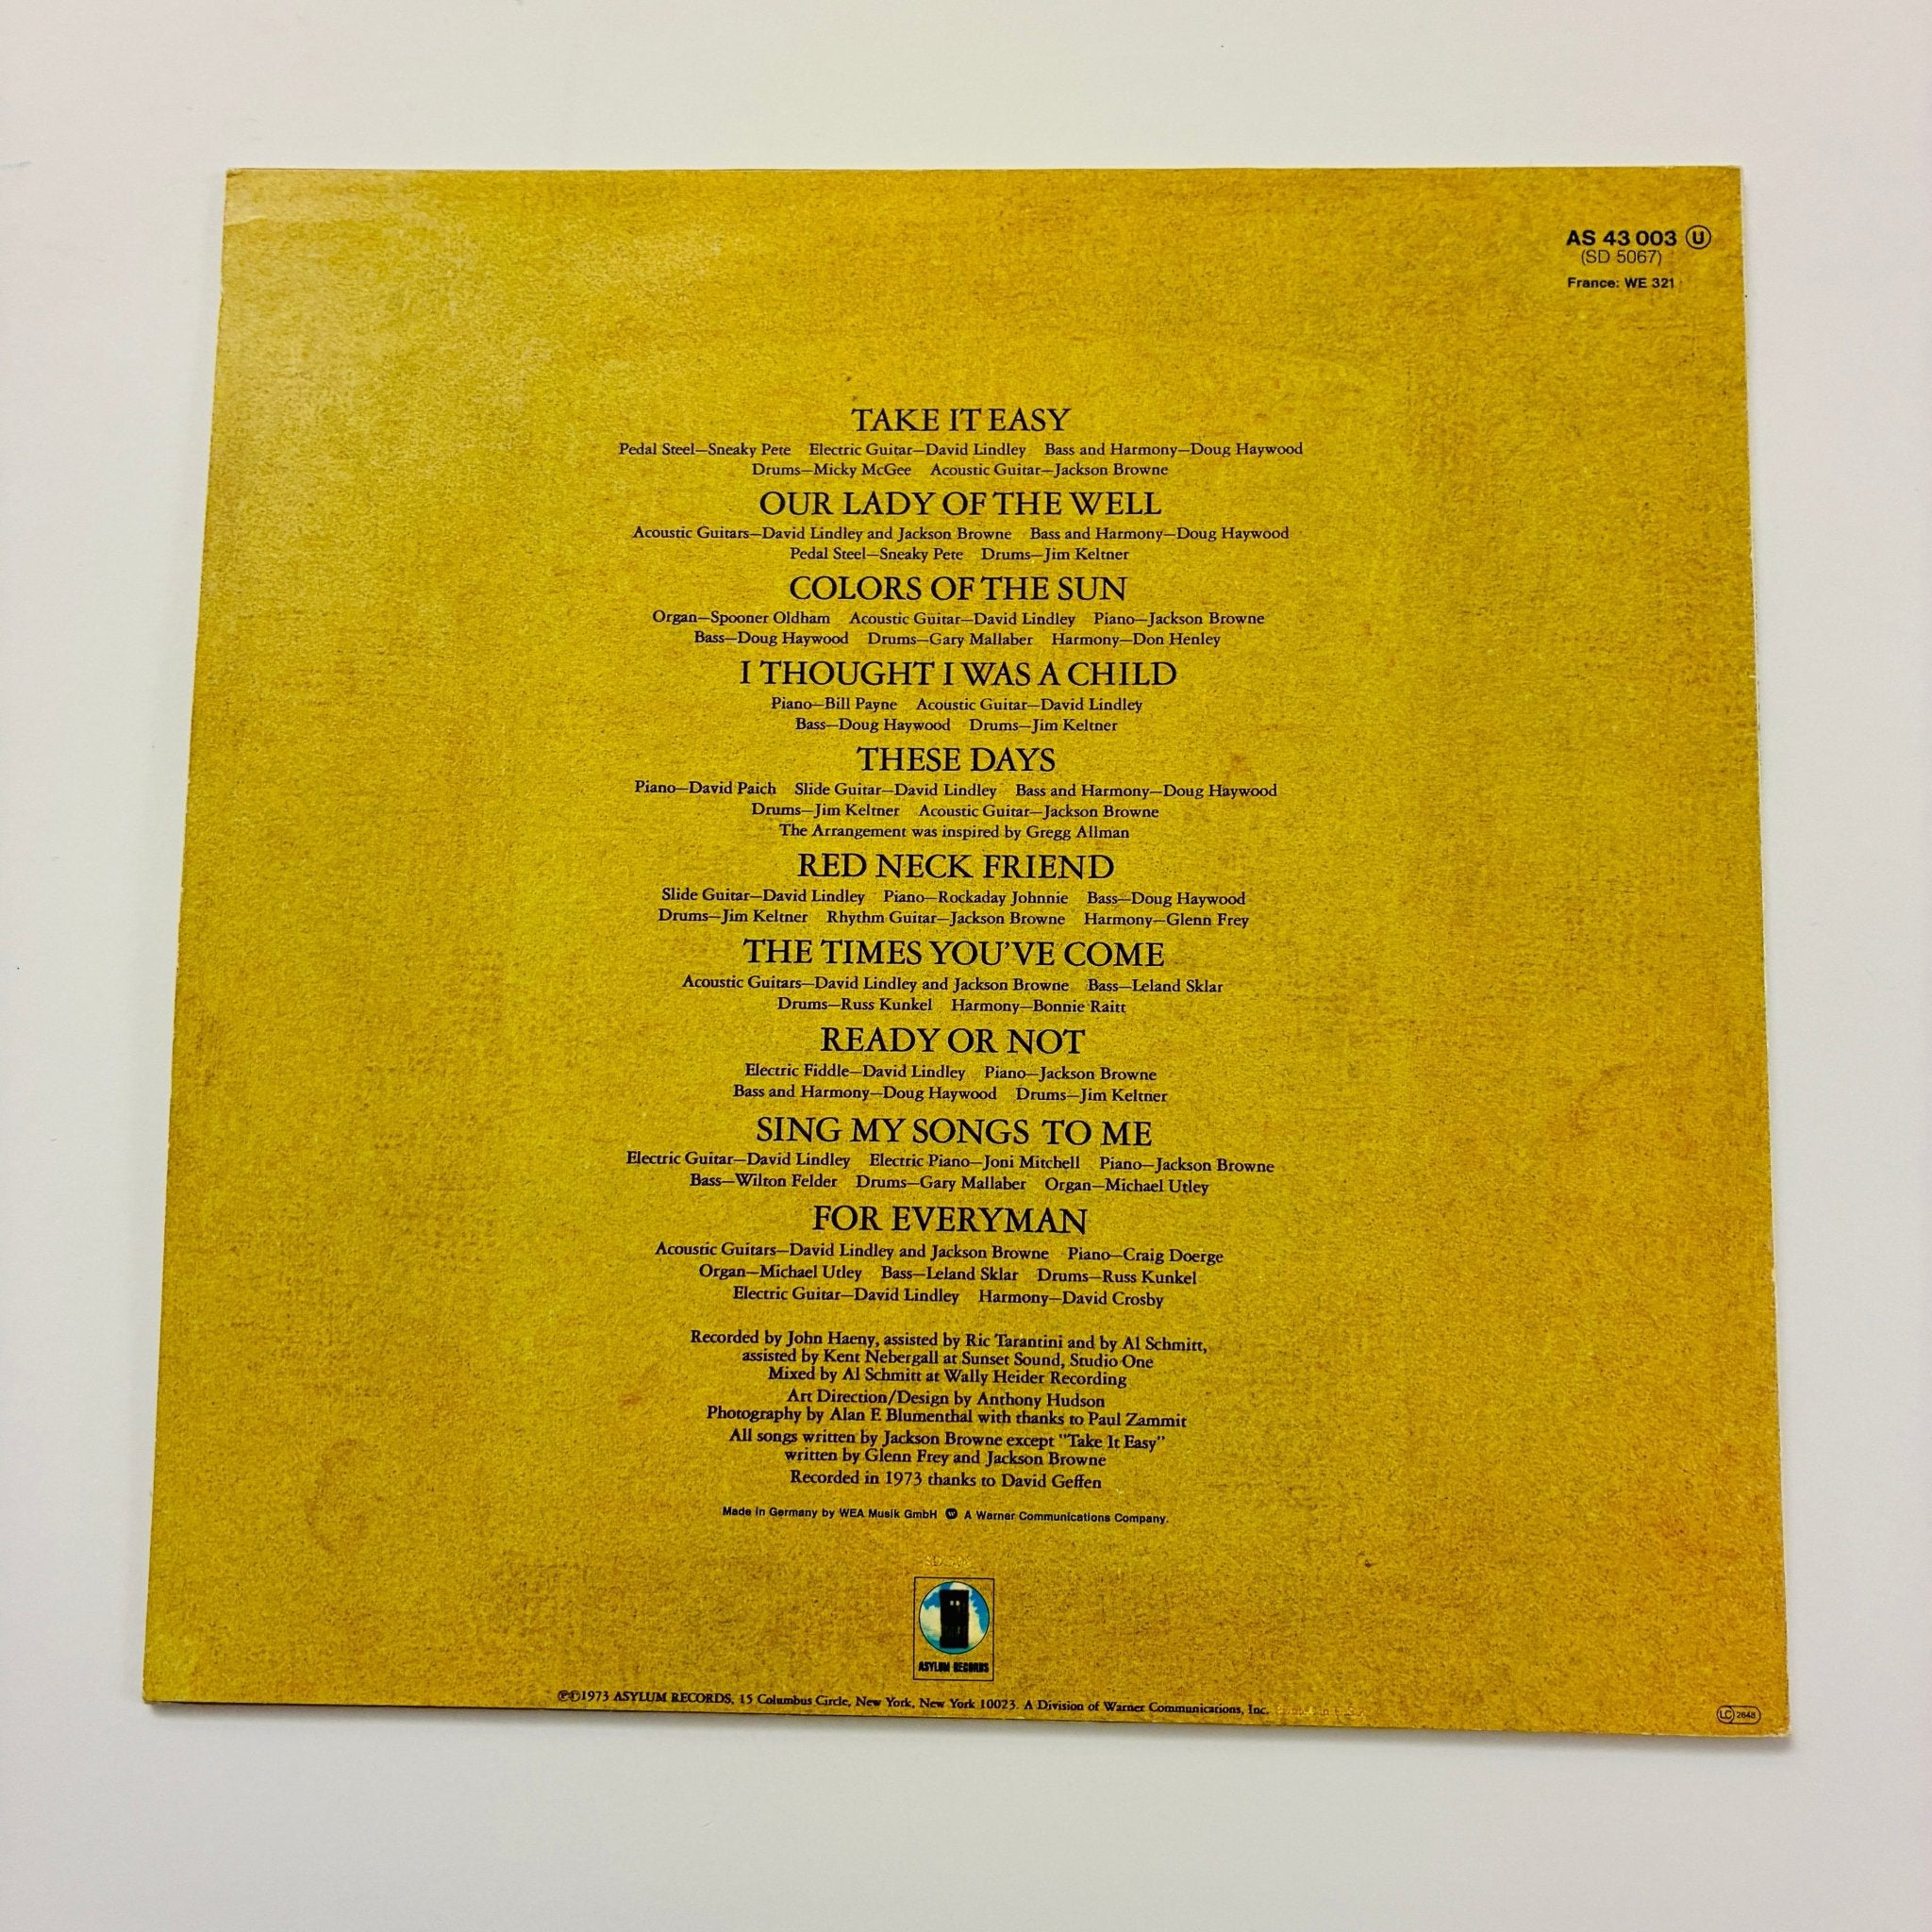 AS 43 003 Ⓤ
(SD 5067)
France: WE 321
TAKE IT EASY
Pedal Steel—Sneaky Pete Electric Guitar—David Lindley Bass and Harmony—Doug Haywood
Drums—Micky McGee Acoustic Guitar—Jackson Browne
OUR LADY OF THE WELL
Acoustic Guitars—David Lindley and Jackson Browne Bass and Harmony—Doug Haywood
Pedal Steel—Sneaky Pete Drums—Jim Keltner
COLORS OF THE SUN
Organ—Spooner Oldham Acoustic Guitar—David Lindley Piano—Jackson Browne
Bass—Doug Haywood Drums—Gary Mallaber Harmony—Don Henley
I THOUGHT I WAS A CHILD
Piano—Bill Payne Acoustic Guitar—David Lindley
Bass—Doug Haywood Drums—Jim Keltner
THESE DAYS
Piano—David Paich Slide Guitar—David Lindley Bass and Harmony—Doug Haywood
Drums—Jim Keltner Acoustic Guitar—Jackson Browne
The Arrangement was inspired by Gregg Allman
RED NECK FRIEND
Slide Guitar—David Lindley Piano—Rockaday Johnnie Bass—Doug Haywood
Drums—Jim Keltner Rhythm Guitar—Jackson Browne Harmony—Glenn Frey
THE TIMES YOU'VE COME
Acoustic Guitars—David Lindley and Jackson Browne Bass—Leland Sklar
Drums—Russ Kunkel Harmony—Bonnie Raitt
READY OR NOT
Electric Fiddle—David Lindley Piano—Jackson Browne
Bass and Harmony—Doug Haywood Drums—Jim Keltner
SING MY SONGS TO ME
Electric Guitar—David Lindley Electric Piano—Joni Mitchell Piano—Jackson Browne
Bass—Wilton Felder Drums—Gary Mallaber Organ—Michael Utley
FOR EVERYMAN
Acoustic Guitars—David Lindley and Jackson Browne Piano—Craig Doerge
Organ—Michael Utley Bass—Leland Sklar Drums—Russ Kunkel
Electric Guitar—David Lindley Harmony—David Crosby
Recorded by John Haeny, assisted by Ric Tarantini and by Al Schmitt,
assisted by Kent Nebergall at Sunset Sound, Studio One
Mixed by Al Schmitt at Wally Heider Recording
Art Direction/Design by Anthony Hudson
Photography by Alan F. Blumenthal with thanks to Paul Zammit
All songs written by Jackson Browne except "Take It Easy"
written by Glenn Frey and Jackson Browne
Recorded in 1973 thanks to David Geffen
Made in Germany by WEA Musik GmbH A Warner Communications Company.
ASYLUM RECORDS
℗©1973 ASYLUM RECORDS, 15 Columbus Circle, New York, New York 10023. A Division of Warner Communications, Inc.
LC 2648